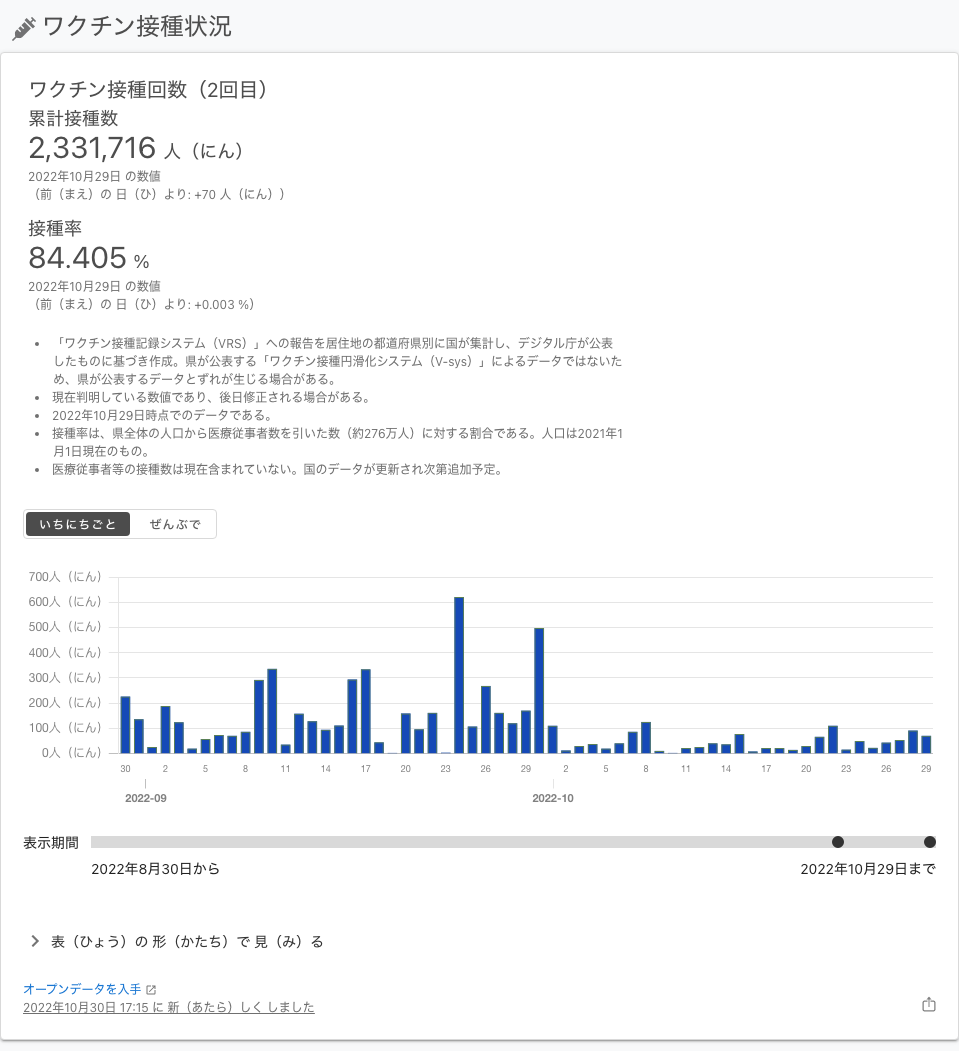 ワクチン接種状況
ワクチン接種回数（2回目）
累計接種数
2,331,716 人（にん）
2022年10月29日 の数値
（前（まえ）の 日（ひ）より: +70 人（にん））
接種率
84.405 %
2022年10月29日 の数値
（前（まえ）の 日（ひ）より: +0.003 %）
• 「ワクチン接種記録システム（VRS）」への報告を居住地の都道府県別に国が集計し、デジタル庁が公表
したものに基づき作成。県が公表する「ワクチン接種円滑化システム（V-sys）」によるデータではないた
め、県が公表するデータとずれが生じる場合がある。
• 現在判明している数値であり、後日修正される場合がある。
• 2022年10月29日時点でのデータである。
• 接種率は、県全体の人口から医療従事者数を引いた数（約276万人）に対する割合である。人口は2021年1
月1日現在のもの。
• 医療従事者等の接種数は現在含まれていない。国のデータが更新され次第追加予定。
いちにちごと ぜんぶで
700人（にん）
600人（にん）
500人（にん）
400人（にん）
300人（にん）
200人（にん）
100人（にん）
0人（にん）
30 2 5 8 11 14 17 20 23 26 29 2 5 8 11 14 17 20 23 26 29
2022-09 2022-10
表示期間
2022年8月30日から 2022年10月29日まで
表（ひょう）の 形（かたち）で 見（み）る
オープンデータを入手
2022年10月30日 17:15 に 新（あたら）しく しました